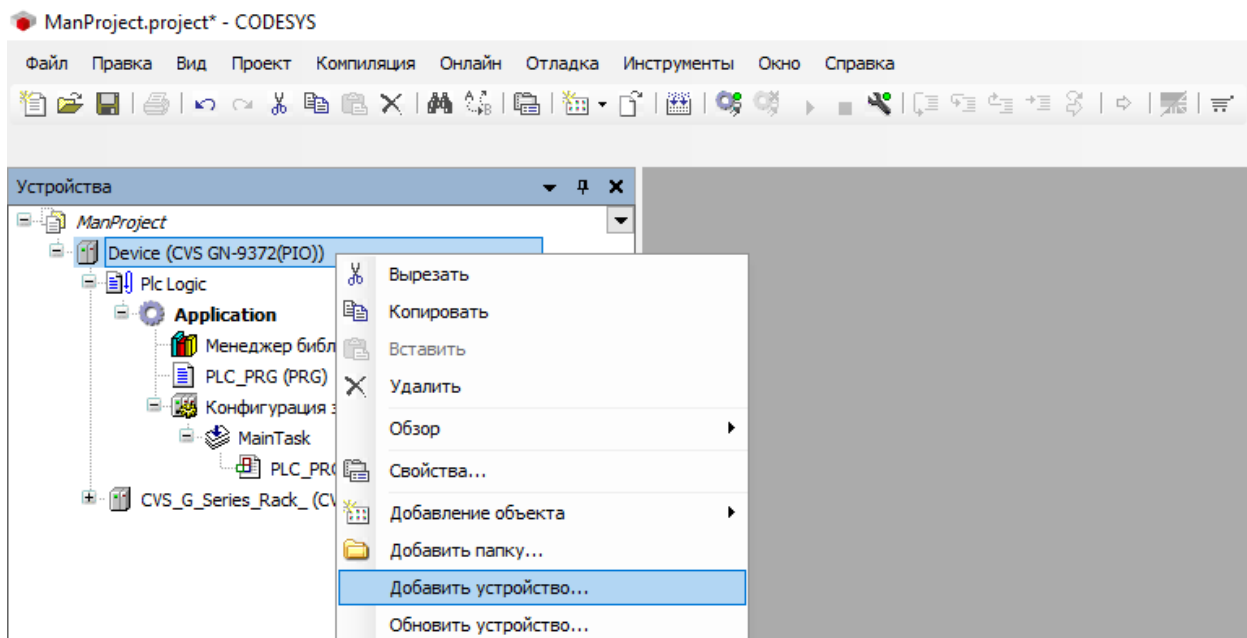 ManProject.project* - CODESYS
Файл Правка Вид Проект Компиляция Онлайн Отладка Инструменты Окно Справка
Устройства
ManProject
Device (CVS GN-9372(PIO))
Plc Logic
Application
Менеджер библ
PLC_PRG (PRG)
Конфигурация з
MainTask
PLC_PRG
CVS_G_Series_Rack_ (CV
Вырезать
Копировать
Вставить
Удалить
Обзор
Свойства...
Добавление объекта
Добавить папку...
Добавить устройство...
Обновить устройство...